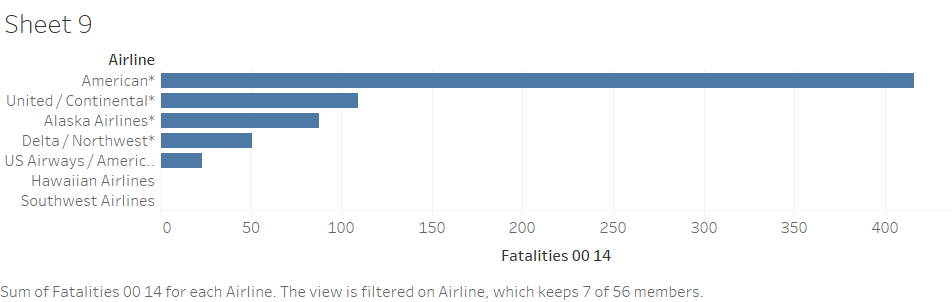 Sheet 9
Airline
American*
United / Continental*
Alaska Airlines*
Delta / Northwest*
US Airways / Americ..
Hawaiian Airlines
Southwest Airlines
0 50 100 150 200 250 300 350 400
Fatalities 00 14
Sum of Fatalities 00 14 for each Airline. The view is filtered on Airline, which keeps 7 of 56 members.